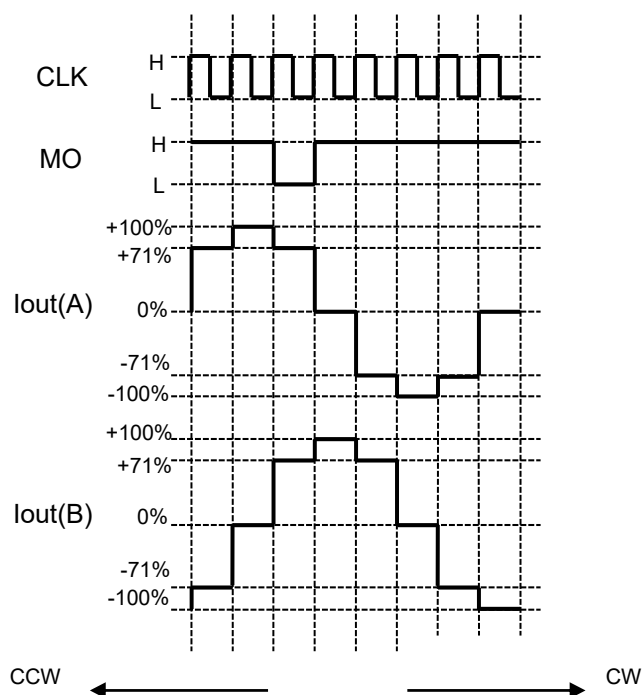 CLK
H
L
MO
H
L
Iout(A)
+100%
+71%
0%
-71%
-100%
Iout(B)
+100%
+71%
0%
-71%
-100%
CCW
CW